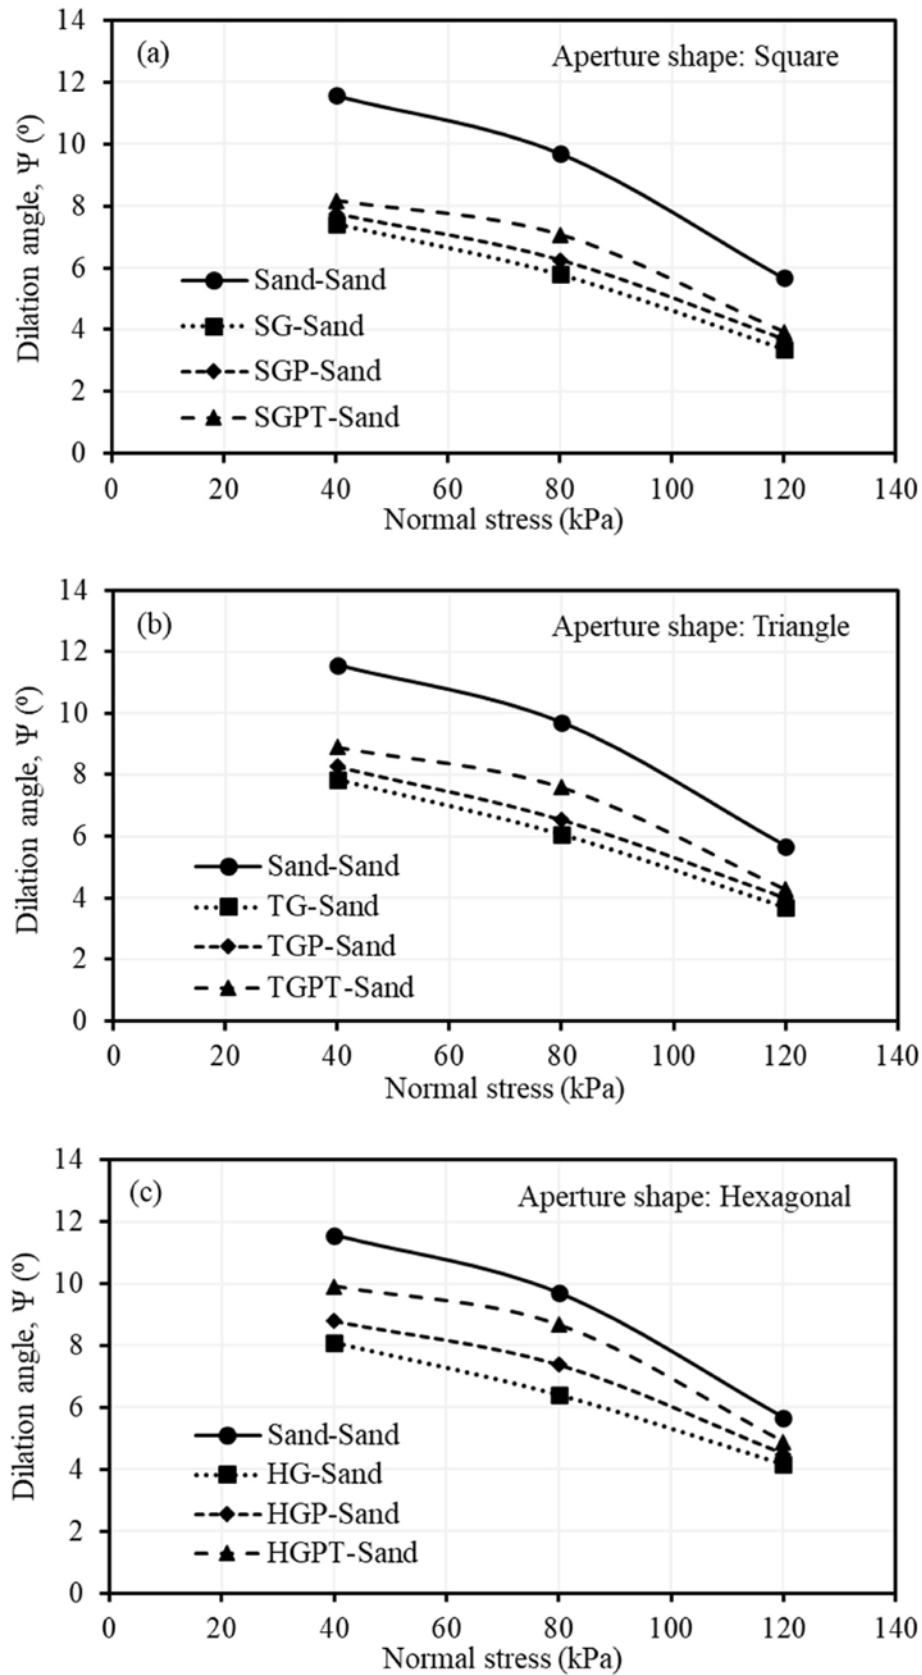 14
(a)
Aperture shape: Square
12
10
8
6
4
2
0
Dilation angle, Ψ (º)
Sand-Sand
SG-Sand
SGP-Sand
SGPT-Sand
0 20 40 60 80 100 120 140
Normal stress (kPa)
14
(b)
Aperture shape: Triangle
12
10
8
6
4
2
0
Dilation angle, Ψ (º)
Sand-Sand
TG-Sand
TGP-Sand
TGPT-Sand
0 20 40 60 80 100 120 140
Normal stress (kPa)
14
(c)
Aperture shape: Hexagonal
12
10
8
6
4
2
0
Dilation angle, Ψ (º)
Sand-Sand
HG-Sand
HGP-Sand
HGPT-Sand
0 20 40 60 80 100 120 140
Normal stress (kPa)